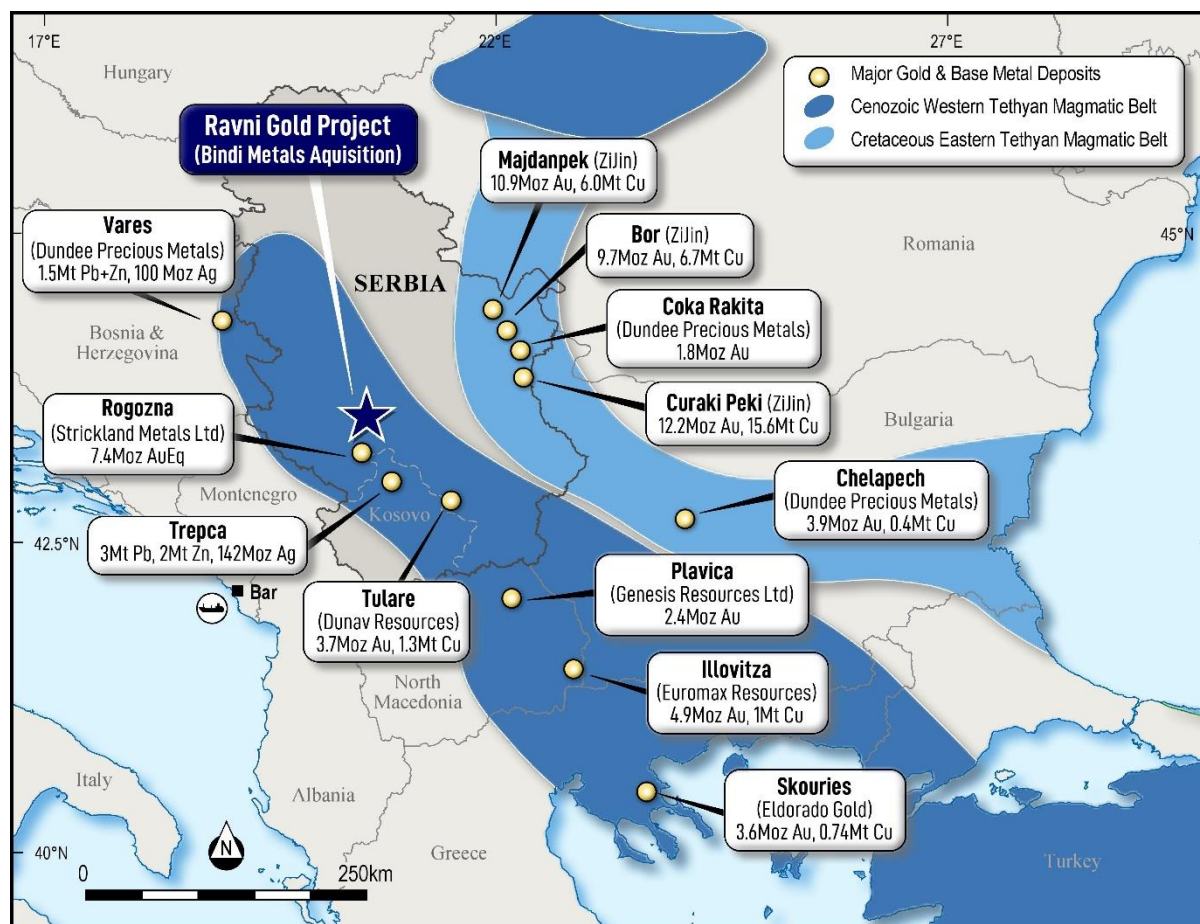 17°E
22°E
27°E
Hungary
Major Gold & Base Metal Deposits
Cenozoic Western Tethyan Magmatic Belt
Cretaceous Eastern Tethyan Magmatic Belt
Ravni Gold Project
(Bindi Metals Aquisition)
Majdanpek (ZiJin)
10.9Moz Au, 6.0Mt Cu
Vares
(Dundee Precious Metals)
1.5Mt Pb+Zn, 100 Moz Ag
Bor (ZiJin)
9.7Moz Au, 6.7Mt Cu
Romania
45°N
SERBIA
Coka Rakita
(Dundee Precious Metals)
1.8Moz Au
Bosnia &
Herzegovina
Rogozna
(Strickland Metals Ltd)
7.4Moz AuEq
Curaki Peki (ZiJin)
12.2Moz Au, 15.6Mt Cu
Bulgaria
Montenegro
Kosovo
Chelapech
(Dundee Precious Metals)
3.9Moz Au, 0.4Mt Cu
Trepca
3Mt Pb, 2Mt Zn, 142Moz Ag
42.5°N
Bar
Tulare
(Dunav Resources)
3.7Moz Au, 1.3Mt Cu
Plavica
(Genesis Resources Ltd)
2.4Moz Au
North
Macedonia
Illovitza
(Euromax Resources)
4.9Moz Au, 1Mt Cu
Italy
Albania
Skouries
(Eldorado Gold)
3.6Moz Au, 0.74Mt Cu
N
40°N
Greece
Turkey
0
250km